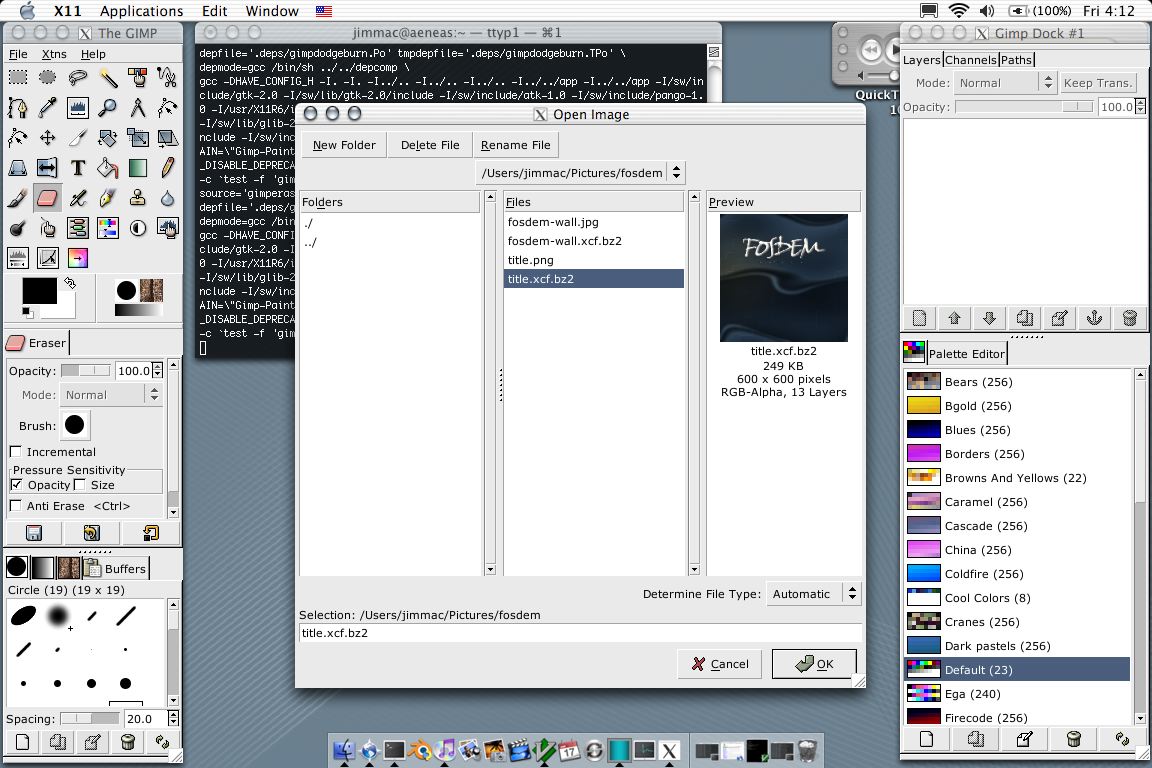 X11 Applications Edit Window (100%) Fri 4:12
The GIMP
File Xtns Help
Eraser
Opacity: 100.0
Mode: Normal
Brush:
Incremental
Pressure Sensitivity
Opacity Size
Anti Erase <Ctrl>
Buffers
Circle (19) (19 x 19)
Spacing: 20.0
jimmac@aeneas:~ — ttyp1 — ⌘1
depfile='.deps/gimpdodgeburn.Po' tmpdepfile='.deps/gimpdodgeburn.TPo' \
depmode=gcc /bin/sh ../../depcomp \
gcc -DHAVE_CONFIG_H -I. -I. -I../.. -I../.. -I../.. -I../../app -I../../app -I/sw/in
clude/gtk-2.0 -I/sw/lib/gtk-2.0/include -I/sw/include/atk-1.0 -I/sw/include/pango-1.
0 -I/usr/X11R6/i
-I/sw/lib/glib-2
nclude -I/sw/inc
AIN=\"Gimp-Paint
_DISABLE_DEPRECA
-c `test -f 'gim
source='gimperas
depfile='.deps/g
depmode=gcc /bin
gcc -DHAVE_CONFI
clude/gtk-2.0 -I
0 -I/usr/X11R6/i
-I/sw/lib/glib-2
nclude -I/sw/inc
AIN=\"Gimp-Paint
_DISABLE_DEPRECA
-c `test -f 'gim
Open Image
New Folder Delete File Rename File
/Users/jimmac/Pictures/fosdem
Folders
./
../
Files
fosdem-wall.jpg
fosdem-wall.xcf.bz2
title.png
title.xcf.bz2
Preview
FOSDEM
title.xcf.bz2
249 KB
600 x 600 pixels
RGB-Alpha, 13 Layers
Determine File Type: Automatic
Selection: /Users/jimmac/Pictures/fosdem
title.xcf.bz2
Cancel OK
QuickT
Gimp Dock #1
Layers Channels Paths
Mode: Normal Keep Trans.
Opacity: 100.0
Palette Editor
Bears (256)
Bgold (256)
Blues (256)
Borders (256)
Browns And Yellows (22)
Caramel (256)
Cascade (256)
China (256)
Coldfire (256)
Cool Colors (8)
Cranes (256)
Dark pastels (256)
Default (23)
Ega (240)
Firecode (256)
17